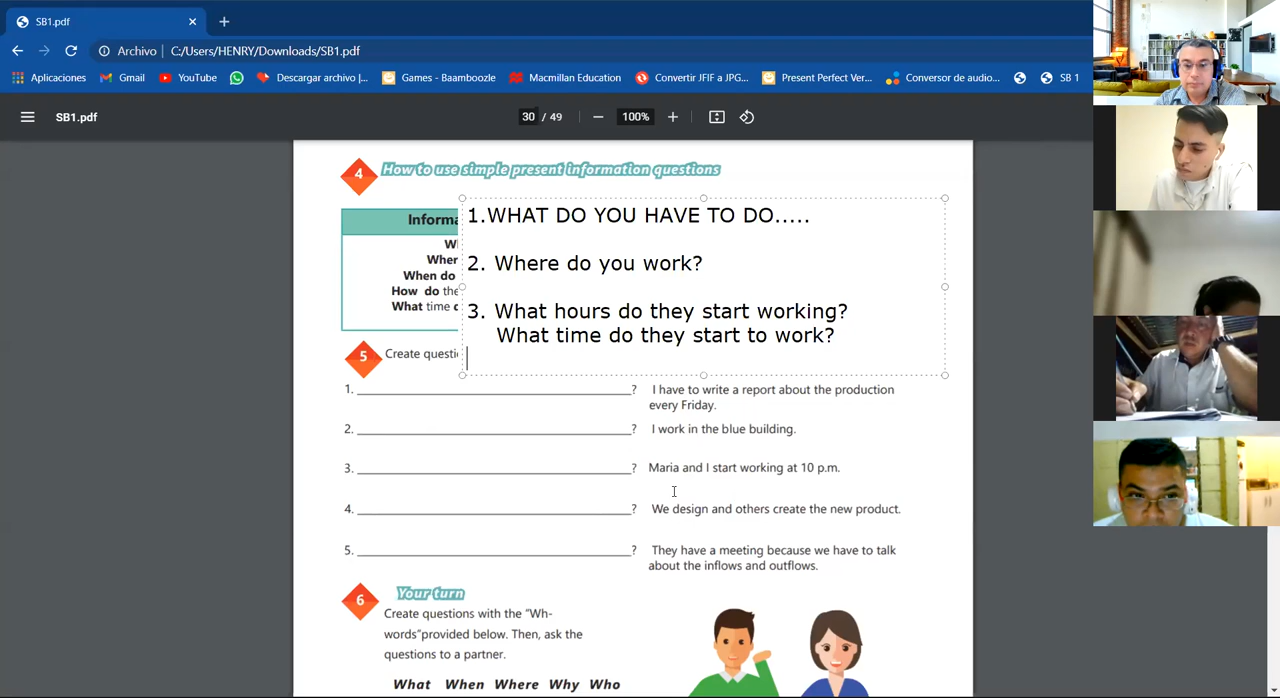 SB1.pdf
Archivo | C:/Users/HENRY/Downloads/SB1.pdf
Aplicaciones Gmail YouTube Descargar archivo |... Games - Baamboozle Macmillan Education Convertir JFIF a JPG... Present Perfect Ver... Conversor de audio... SB 1
SB1.pdf 30 / 49 100%
4 How to use simple present information questions
Informa
W
Wher
When do
How do the
What time
1.WHAT DO YOU HAVE TO DO.....
2. Where do you work?
3. What hours do they start working?
What time do they start to work?
5 Create questi
1. ? I have to write a report about the production
every Friday.
2. ? I work in the blue building.
3. ? Maria and I start working at 10 p.m.
4. ? We design and others create the new product.
5. ? They have a meeting because we have to talk
about the inflows and outflows.
6 Your turn
Create questions with the “Wh-
words”provided below. Then, ask the
questions to a partner.
What When Where Why Who